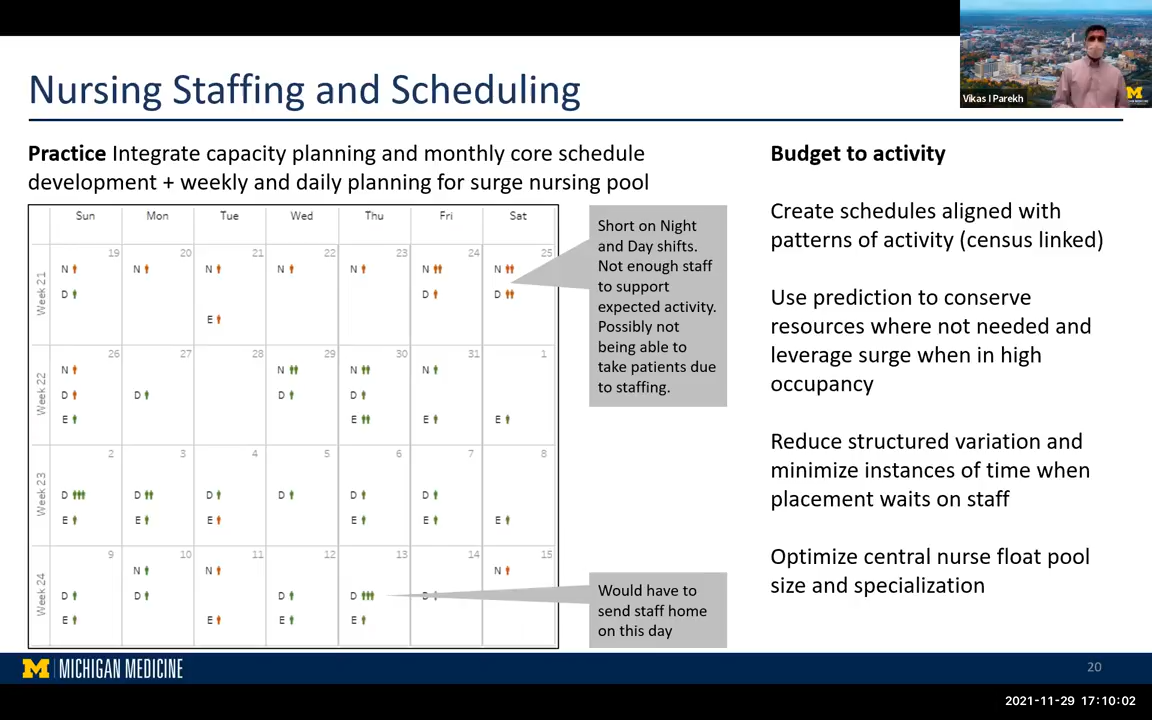 Vikas I Parekh
Nursing Staffing and Scheduling
Practice Integrate capacity planning and monthly core schedule
development + weekly and daily planning for surge nursing pool
Sun Mon Tue Wed Thu Fri Sat
Week 21
19 20 21 22 23 24 25
N N N N N N N
D D D
E
Week 22
26 27 28 29 30 31 1
N N N N
D D D D
E E E E
Week 23
2 3 4 5 6 7 8
D D D D D D
E E E E E E
Week 24
9 10 11 12 13 14 15
N N N
D D D D D
E E E E
Short on Night
and Day shifts.
Not enough staff
to support
expected activity.
Possibly not
being able to
take patients due
to staffing.
Would have to
send staff home
on this day
Budget to activity
Create schedules aligned with
patterns of activity (census linked)
Use prediction to conserve
resources where not needed and
leverage surge when in high
occupancy
Reduce structured variation and
minimize instances of time when
placement waits on staff
Optimize central nurse float pool
size and specialization
M MICHIGAN MEDICINE
20
2021-11-29 17:10:02